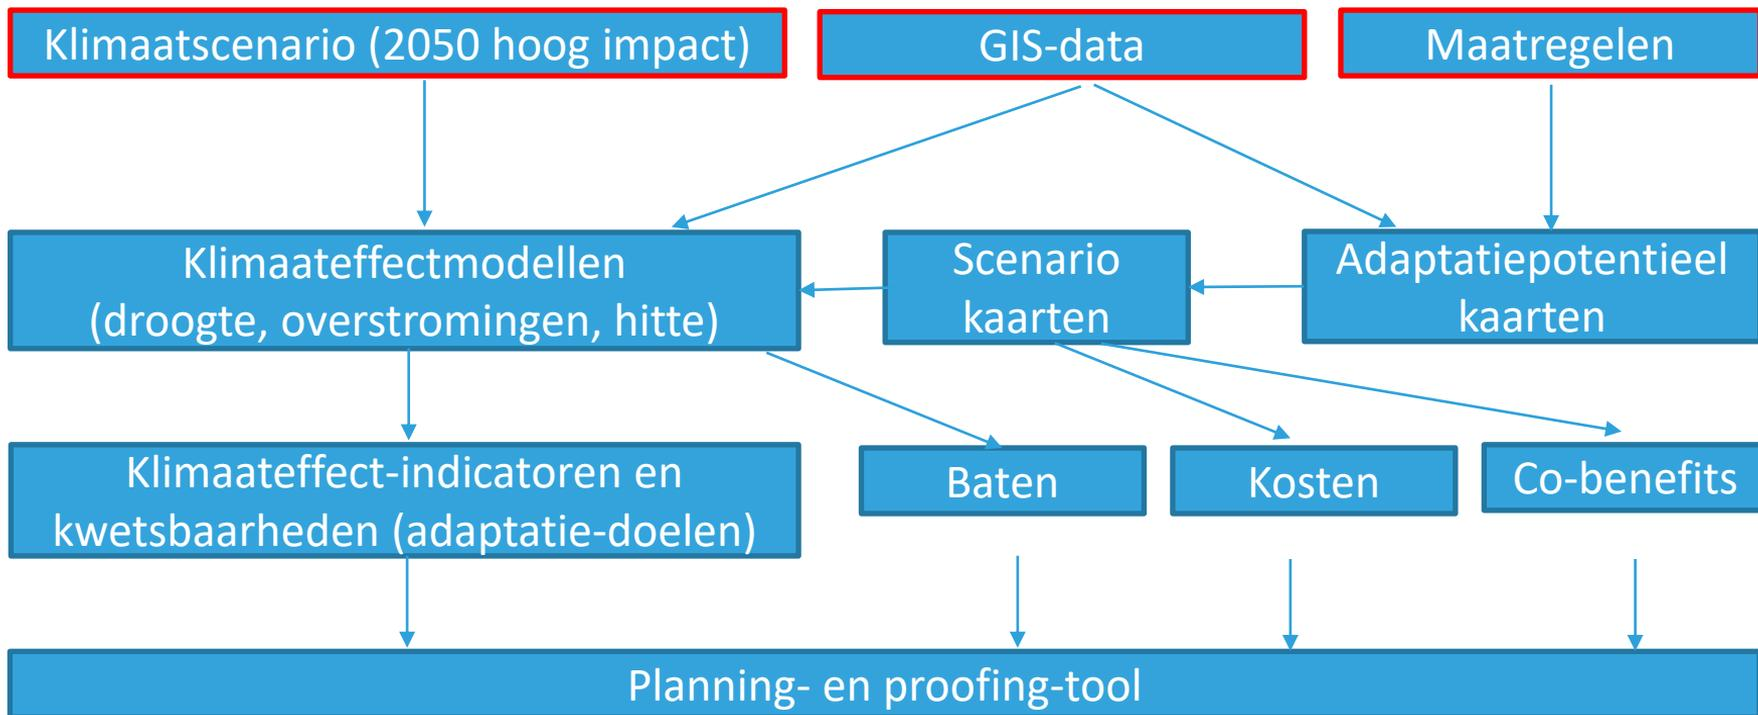 Klimaatscenario (2050 hoog impact)
GIS-data
Maatregelen
Klimaateffectmodellen
(droogte, overstromingen, hitte)
Scenario
kaarten
Adaptatiepotentieel
kaarten
Klimaateffect-indicatoren en
kwetsbaarheden (adaptatie-doelen)
Baten
Kosten
Co-benefits
Planning- en proofing-tool